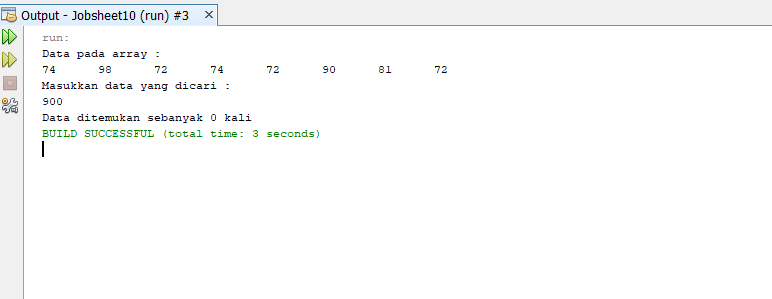 Output - Jobsheet10 (run) #3
run:
Data pada array :
74 98 72 74 72 90 81 72
Masukkan data yang dicari :
900
Data ditemukan sebanyak 0 kali
BUILD SUCCESSFUL (total time: 3 seconds)